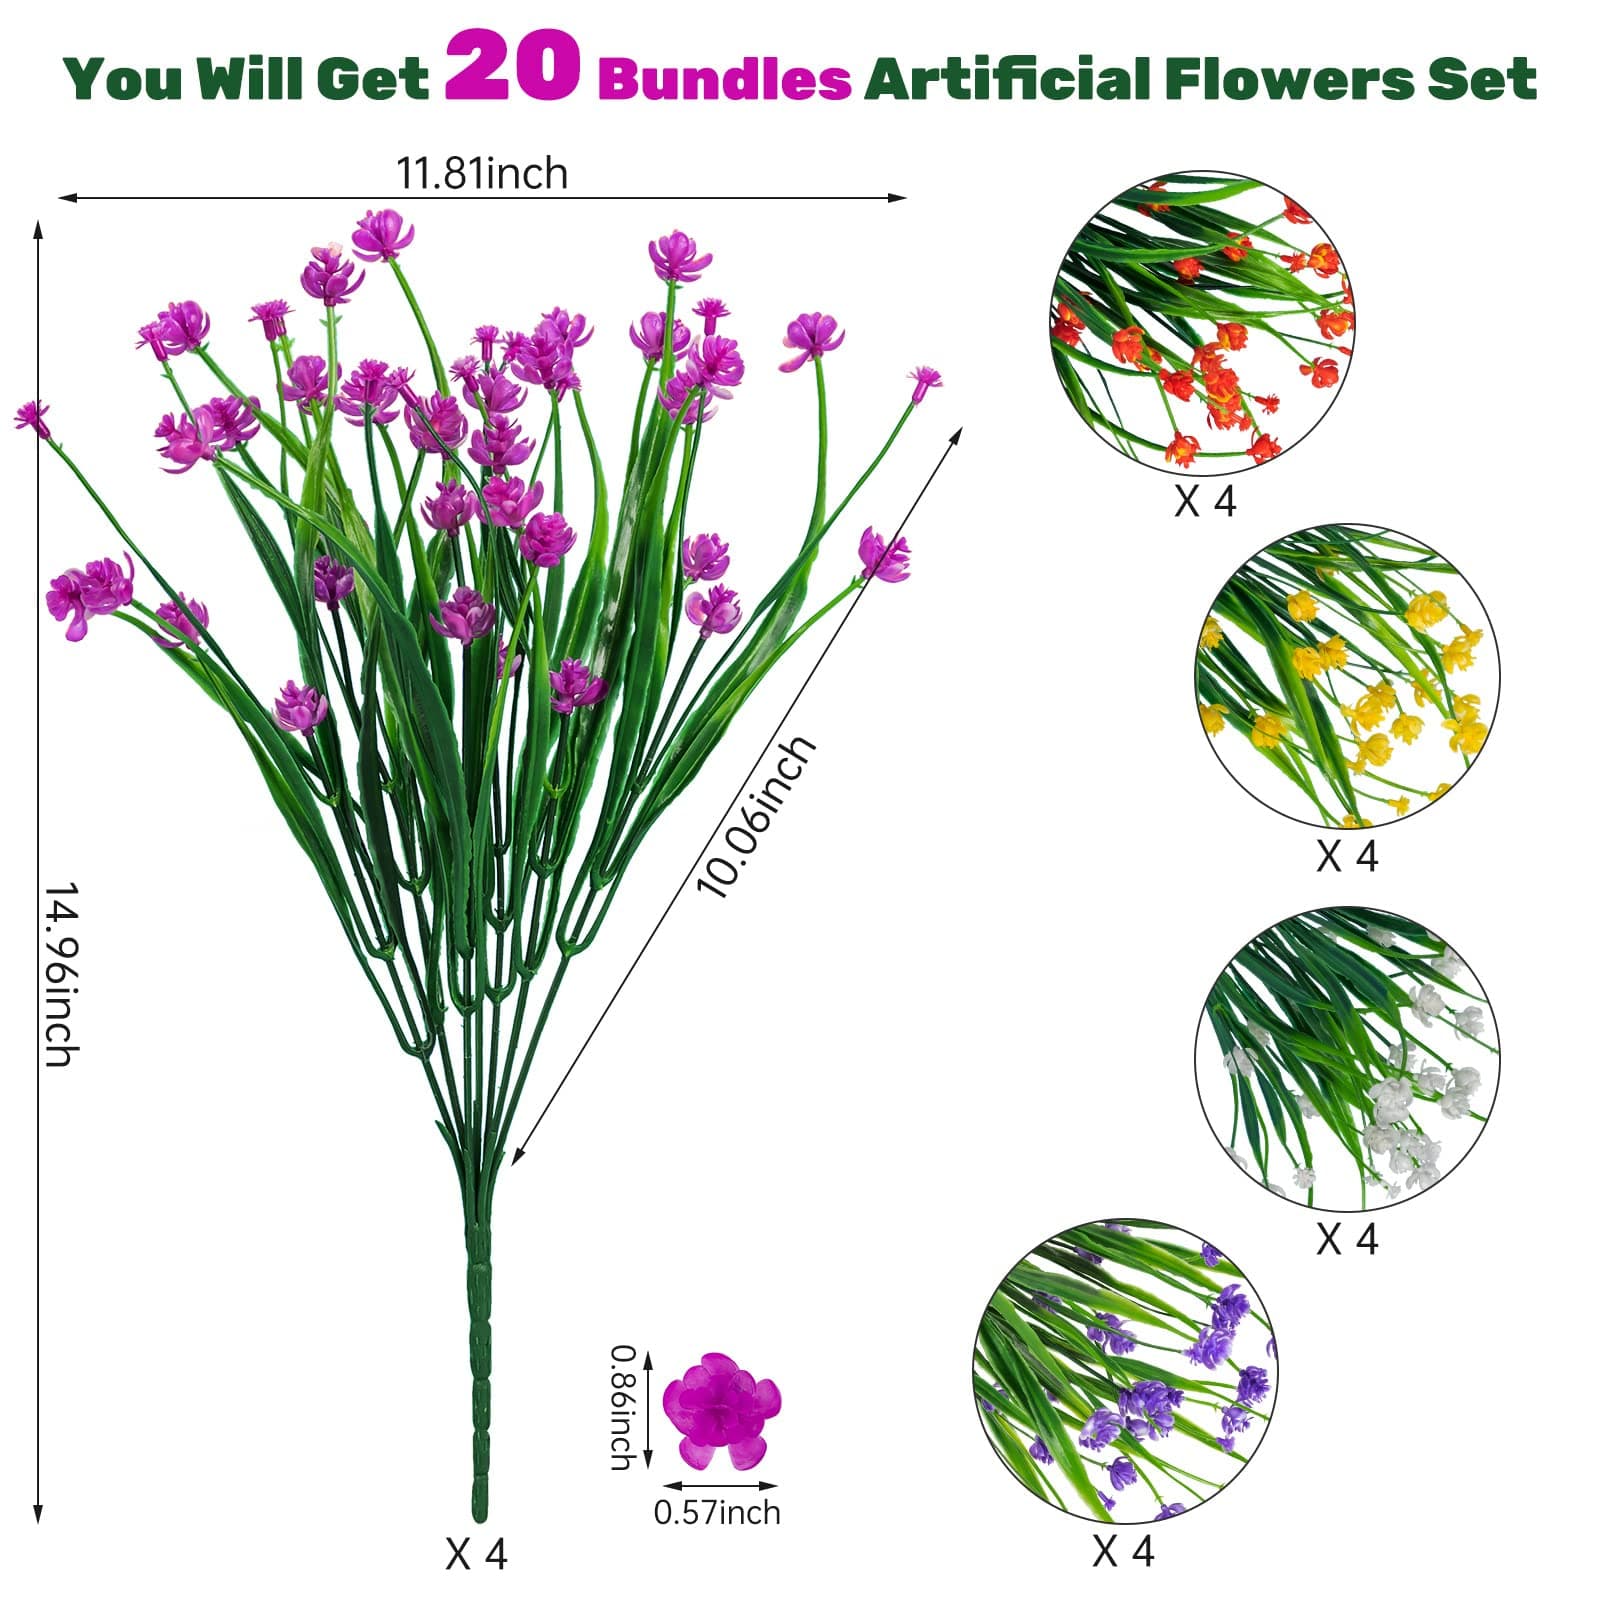 You Will Get 20 Bundles Artificial Flowers Set
11.81inch
14.96inch
10.06inch
0.86inch
0.57inch
X 4
X 4
X 4
X 4
X 4